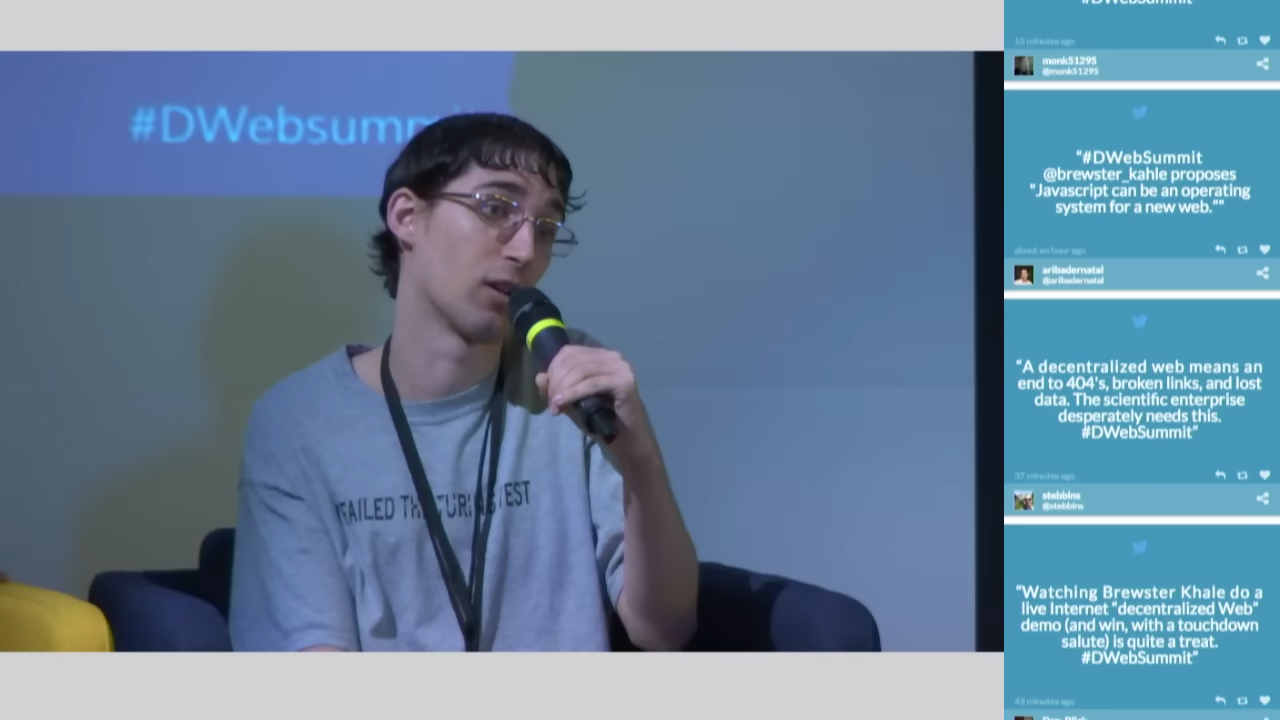 #DWebsumm
FAILED THE TURING TEST
#DWebSummit
15 minutes ago
monk51295
@monk51295
“#DWebSummit
@brewster_kahle proposes
"Javascript can be an operating
system for a new web.””
about an hour ago
aribadernatal
@aribadernatal
“A decentralized web means an
end to 404's, broken links, and lost
data. The scientific enterprise
desperately needs this.
#DWebSummit”
37 minutes ago
stebbins
@stebbins
“Watching Brewster Khale do a
live Internet “decentralized Web”
demo (and win, with a touchdown
salute) is quite a treat.
#DWebSummit”
43 minutes ago